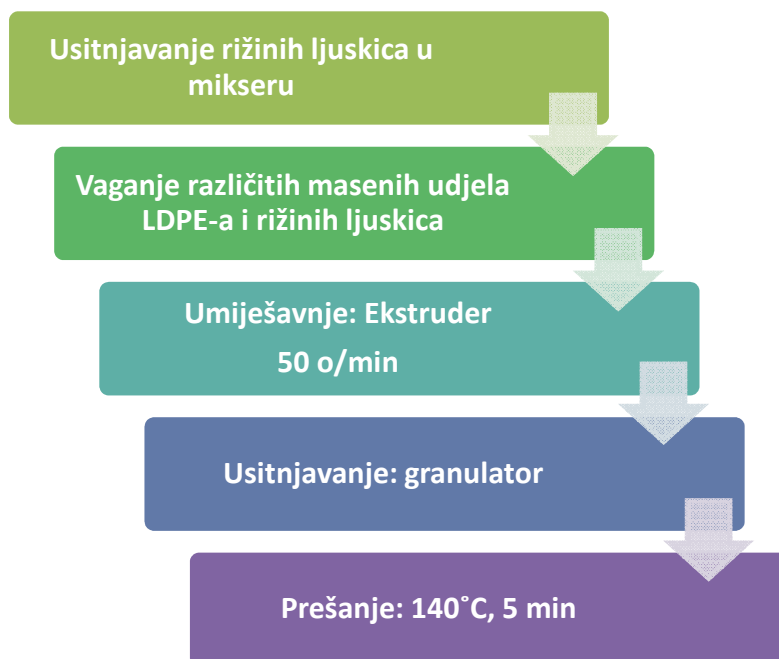 Usitnjavanje rižinih ljuskica u
mikseru
Vaganje različitih masenih udjela
LDPE-a i rižinih ljuskica
Umiješavnje: Ekstruder
50 o/min
Usitnjavanje: granulator
Prešanje: 140˚C, 5 min